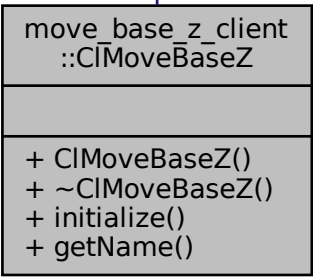 move_base_z_client
::ClMoveBaseZ
+ ClMoveBaseZ()
+ ~ClMoveBaseZ()
+ initialize()
+ getName()